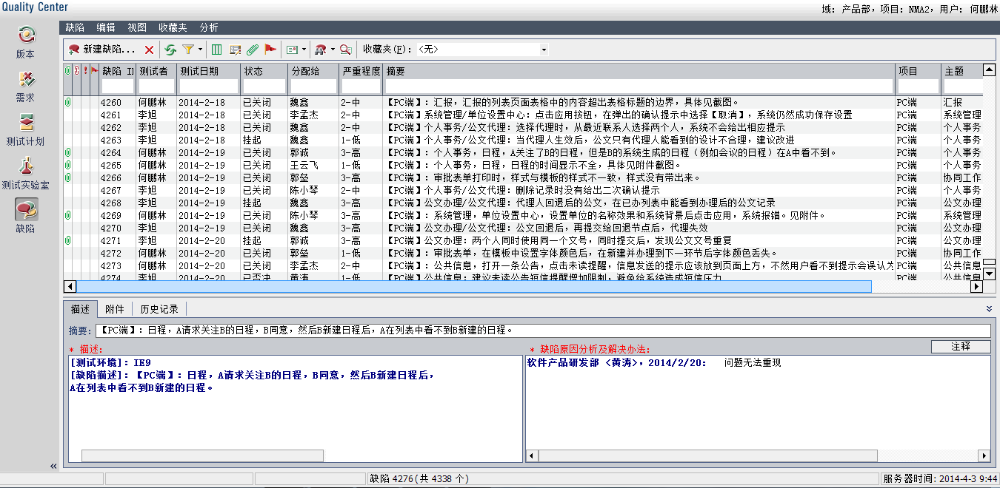 Quality Center
域: 产品部，项目: NMA2，用户: 何鹏林
缺陷 编辑 视图 收藏夹 分析
新建缺陷... 收藏夹(F): <无>
版本
需求
测试计划
测试实验室
缺陷
缺陷 II 测试者 测试日期 状态 分配给 严重程度 摘要 项目 主题
4260 何鹏林 2014-2-18 已关闭 魏鑫 2-中 【PC端】: 汇报，汇报的列表页面表格中的内容超出表格标题的边界，具体见截图。 PC端 汇报
4261 李旭 2014-2-18 已关闭 李孟杰 2-中 【PC端】系统管理/单位设置中心: 点击应用按钮，在弹出的确认提示中选择【取消】，系统仍然成功保存设置 PC端 系统管理
4262 李旭 2014-2-18 已关闭 魏鑫 2-中 【PC端】个人事务/公文代理: 选择代理时，从最近联系人选择两个人，系统不会给出相应提示 PC端 个人事务
4263 李旭 2014-2-18 挂起 魏鑫 1-低 【PC端】个人事务/公文代理: 当代理人生效后，公文只有代理人能看到的设计不合理，建议改进 PC端 个人事务
4264 何鹏林 2014-2-19 已关闭 郭诚 3-高 【PC端】: 个人事务，日程，A关注了B的日程，但是B的系统生成的日程（例如会议的日程）在A中看不到。 PC端 个人事务
4265 何鹏林 2014-2-19 已关闭 王云飞 1-低 【PC端】: 个人事务，日程，日程的时间显示不全，具体见附件截图。 PC端 个人事务
4266 何鹏林 2014-2-19 已关闭 郭垒 3-高 【PC端】: 审批表单打印时，样式与模板的样式不一致，样式没有带出来。 PC端 协同工作
4267 李旭 2014-2-19 已关闭 陈小琴 2-中 【PC端】个人事务/公文代理: 删除记录时没有给出二次确认提示 PC端 个人事务
4268 李旭 2014-2-19 挂起 魏鑫 3-高 【PC端】公文办理/公文代理: 代理人回退后的公文，在已办列表中能看到办理后的公文记录 PC端 公文办理
4269 何鹏林 2014-2-19 已关闭 陈小琴 3-高 【PC端】: 系统管理，单位设置中心，设置单位的名称效果和系统背景后点击应用，系统报错。见附件。 PC端 系统管理
4270 李旭 2014-2-19 已关闭 魏鑫 3-高 【PC端】公文办理/公文代理: 公文回退后，再提交给回退节点后，代理失效 PC端 公文办理
4271 李旭 2014-2-20 挂起 郭诚 3-高 【PC端】公文办理: 两个人同时使用同一个文号，同时提交后，发现公文文号重复 PC端 公文办理
4272 何鹏林 2014-2-20 已关闭 郭垒 1-低 【PC端】: 审批表单，在模板中设置字体颜色后，在新建并办理到下一环节后字体颜色丢失。 PC端 协同工作
4273 何鹏林 2014-2-20 已关闭 李孟杰 2-中 【PC端】: 公共信息，打开一条公告，点击未读提醒，信息发送的提示应该放到页面上方，不然用户看不到提示会误认为 PC端 公共信息
4274 李旭 2014-2-20 已否决 黄涛 1-低 【PC端】公共信息: 建议未读公告短信提醒增加限制，避免给系统造成短信压力 PC端 公共信息
描述 附件 历史记录
摘要: 【PC端】: 日程，A请求关注B的日程，B同意，然后B新建日程后，A在列表中看不到B新建的日程。
* 描述: * 缺陷原因分析及解决办法: 注释
[测试环境]: IE9
[缺陷描述]: 【PC端】: 日程，A请求关注B的日程，B同意，然后B新建日程后，
A在列表中看不到B新建的日程。
软件产品研发部 <黄涛>，2014/2/20: 问题无法重现
缺陷 4276(共 4338 个)
服务器时间: 2014-4-3 9:44